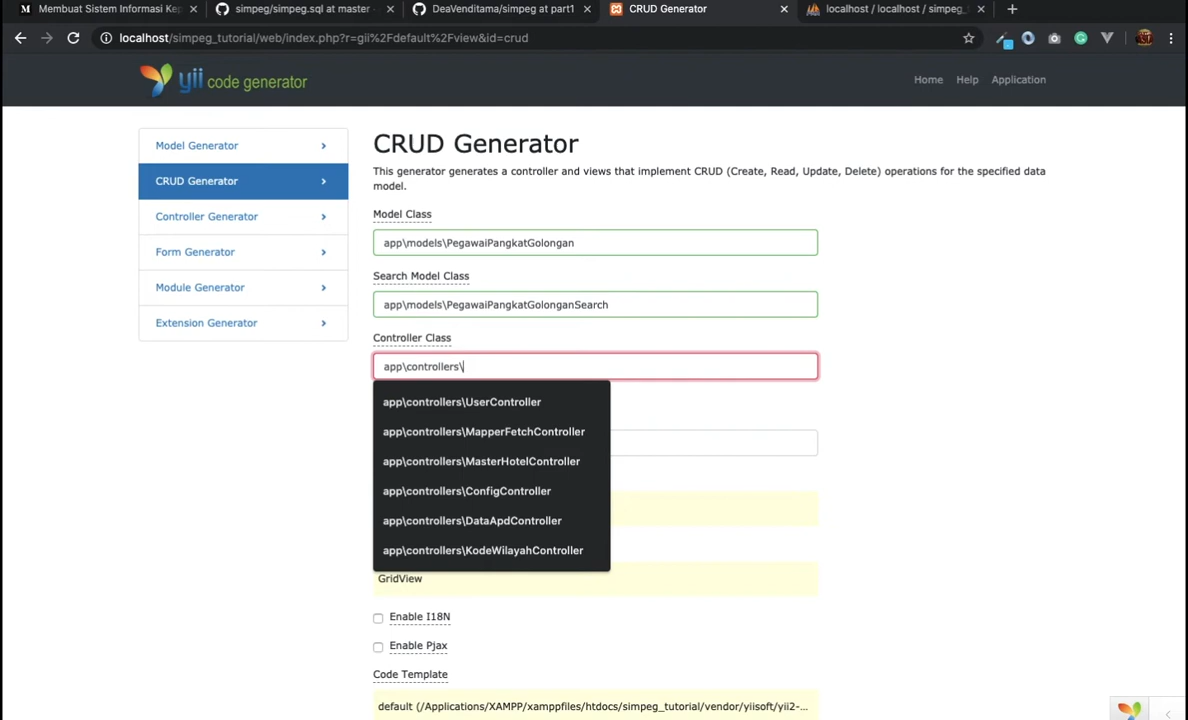 Membuat Sistem Informasi Kep
simpeg/simpeg.sql at master
DeaVenditama/simpeg at part1
CRUD Generator
localhost / localhost / simpeg_
localhost/simpeg_tutorial/web/index.php?r=gii%2Fdefault%2Fview&id=crud
yii code generator
Home
Help
Application
Model Generator
CRUD Generator
Controller Generator
Form Generator
Module Generator
Extension Generator
CRUD Generator
This generator generates a controller and views that implement CRUD (Create, Read, Update, Delete) operations for the specified data
model.
Model Class
app\models\PegawaiPangkatGolongan
Search Model Class
app\models\PegawaiPangkatGolonganSearch
Controller Class
app\controllers\
app\controllers\UserController
app\controllers\MapperFetchController
app\controllers\MasterHotelController
app\controllers\ConfigController
app\controllers\DataApdController
app\controllers\KodeWilayahController
GridView
Enable I18N
Enable Pjax
Code Template
default (/Applications/XAMPP/xamppfiles/htdocs/simpeg_tutorial/vendor/yiisoft/yii2-...